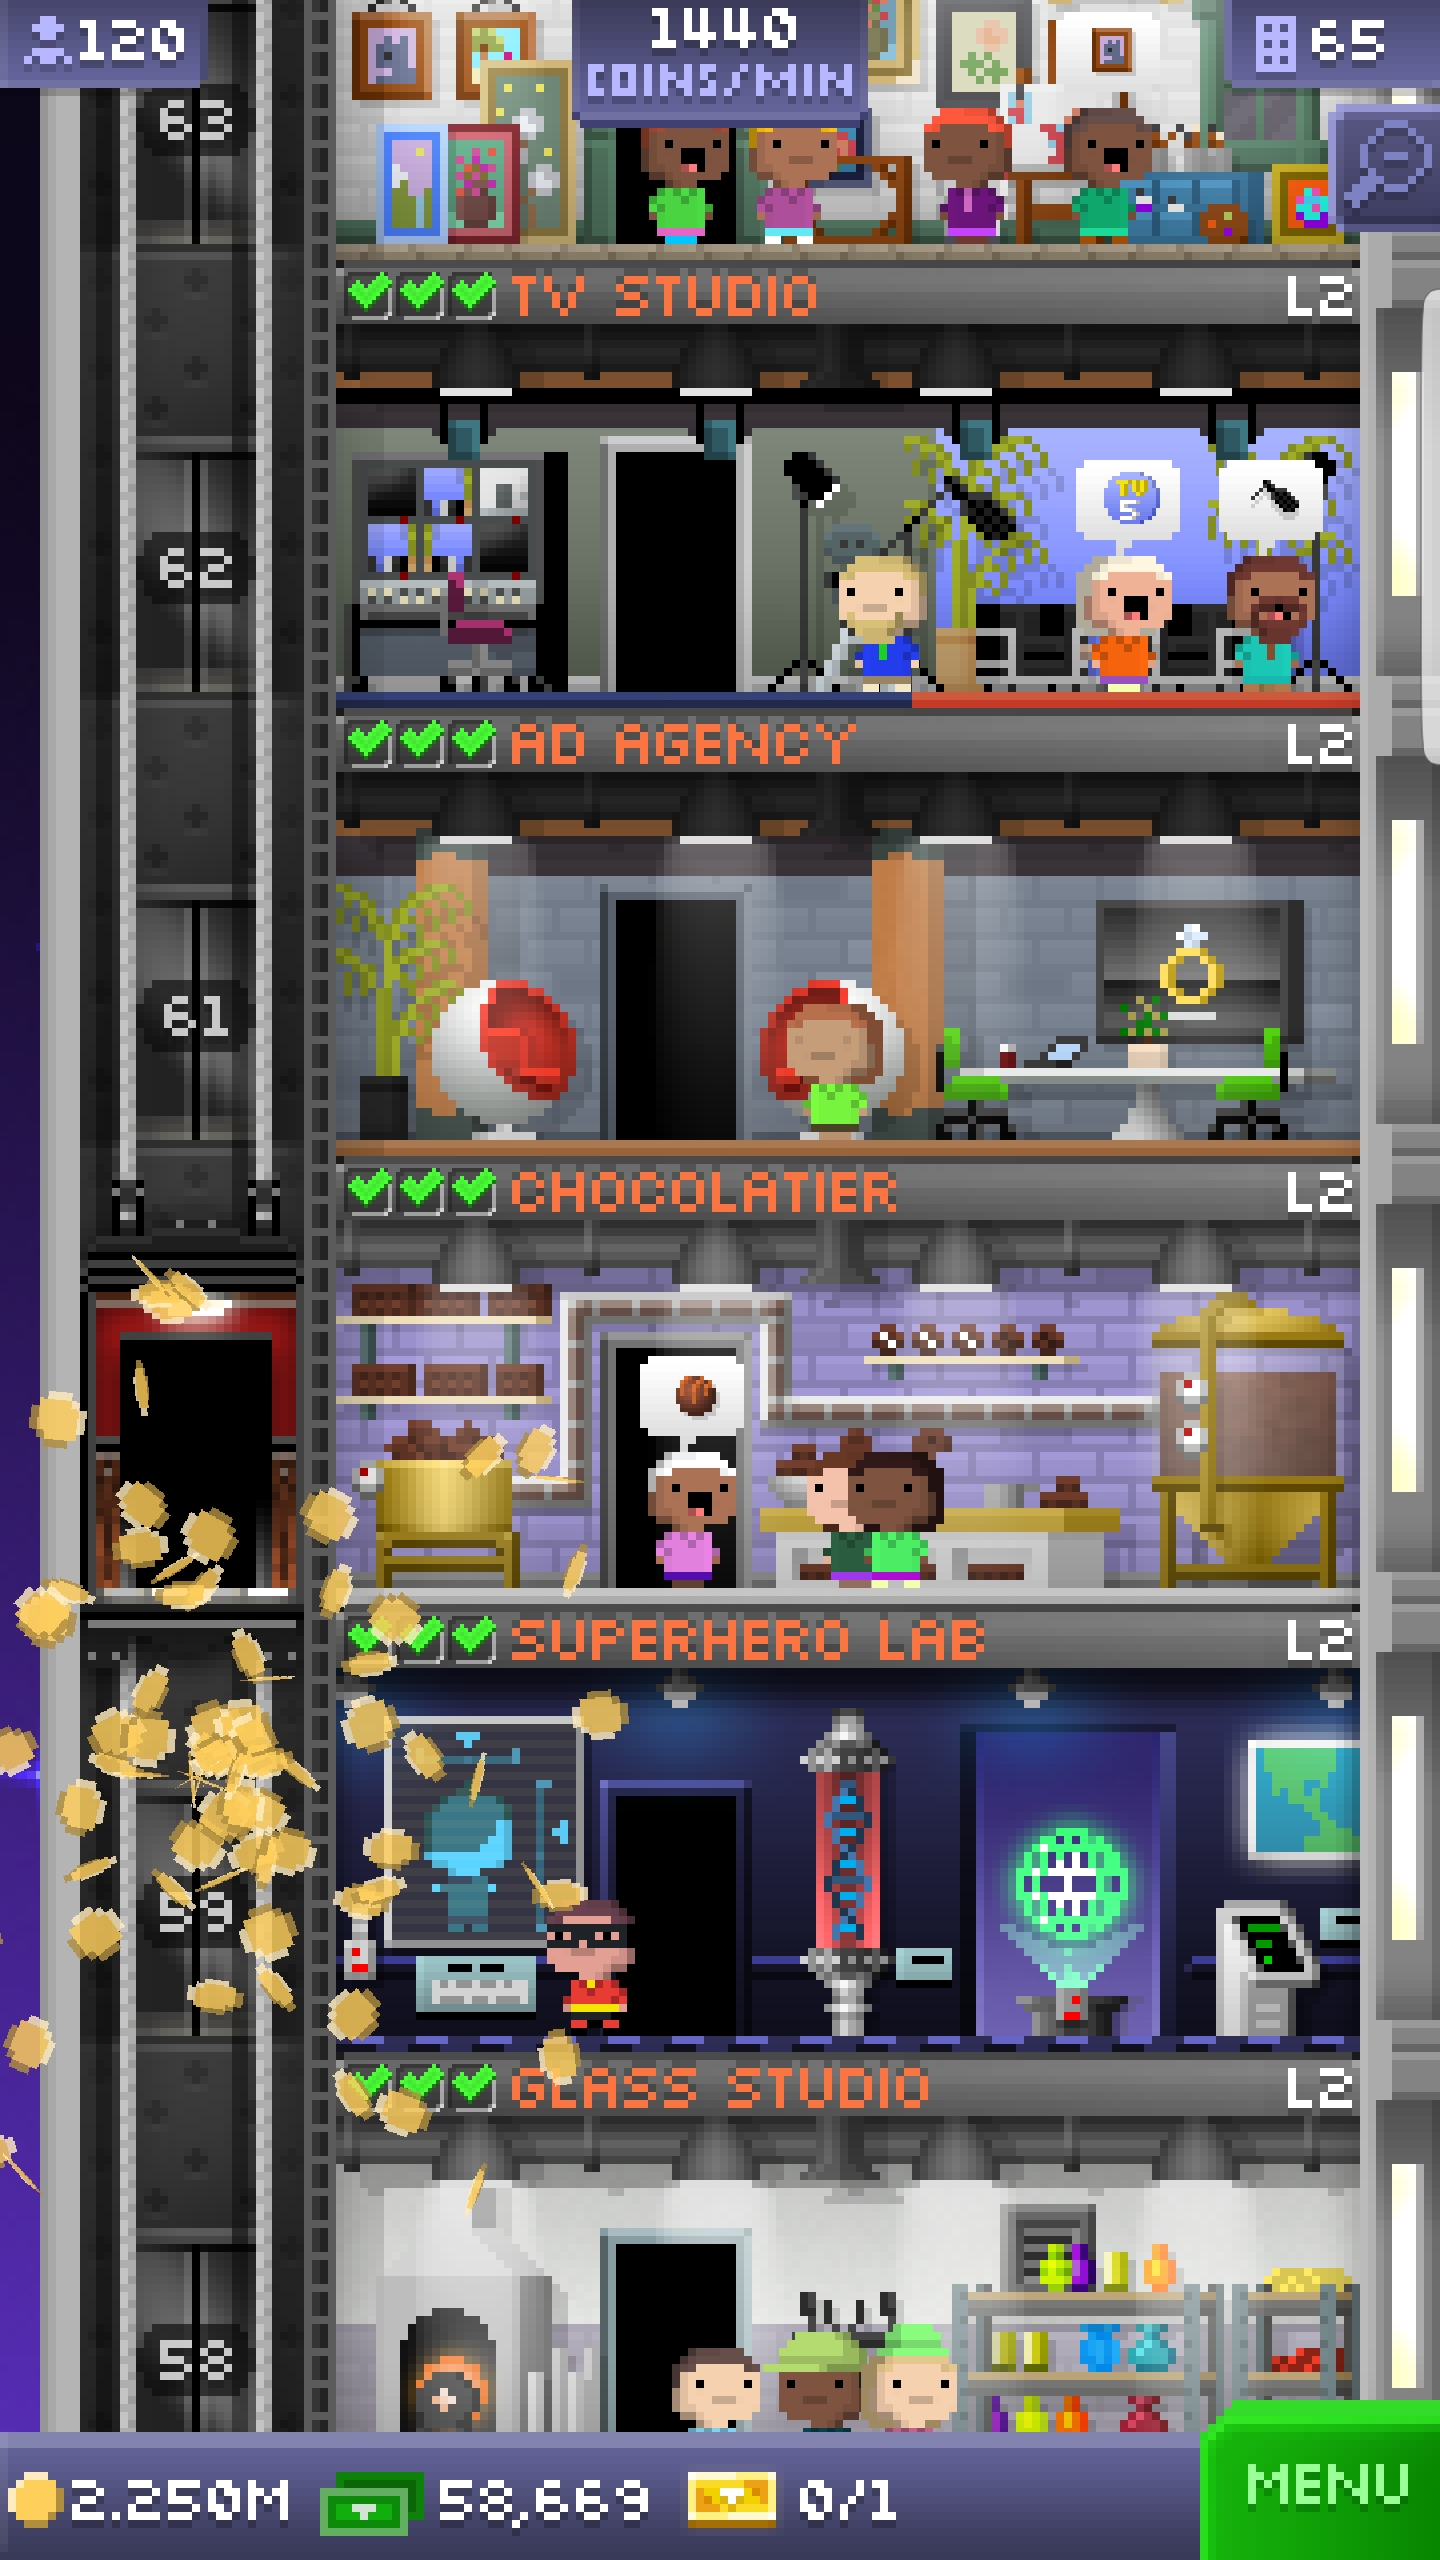 120
1440
COINS/MIN
65
63
TV STUDIO L2
TV
5
62
AD AGENCY L2
61
CHOCOLATIER L2
SUPERHERO LAB L2
59
GLASS STUDIO L2
58
2.250M 58,669 0/1
MENU